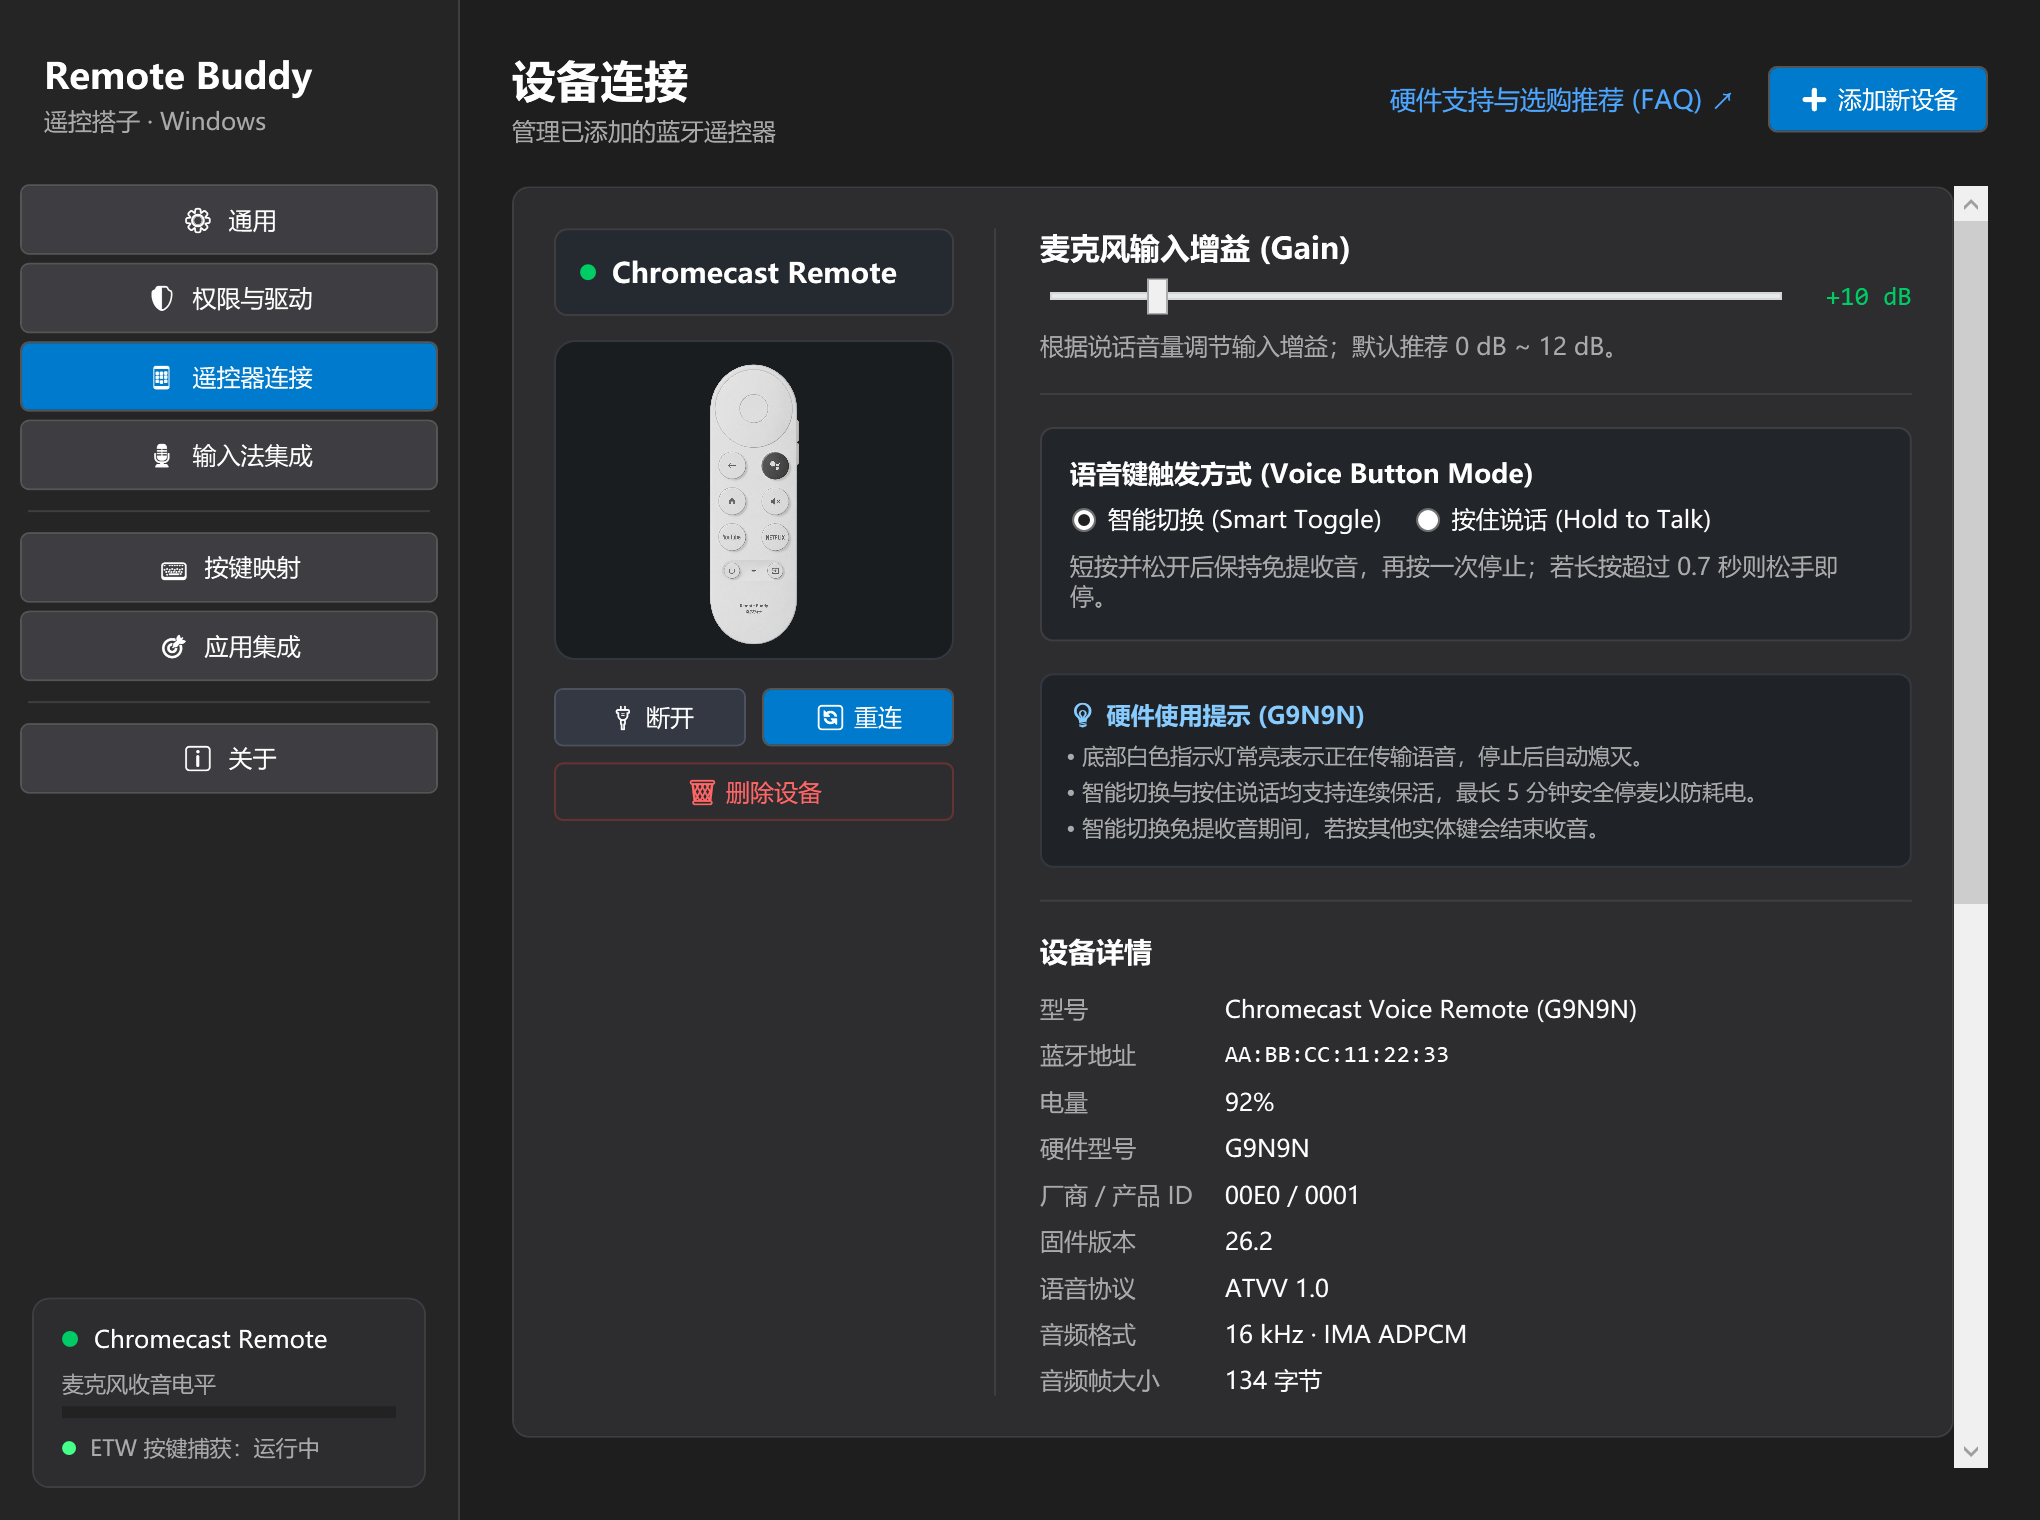 Remote Buddy
遥控搭子 · Windows
通用
权限与驱动
遥控器连接
输入法集成
按键映射
应用集成
关于
Chromecast Remote
麦克风收音电平
ETW 按键捕获：运行中
设备连接
管理已添加的蓝牙遥控器
硬件支持与选购推荐 (FAQ) ↗
添加新设备
Chromecast Remote
YouTube
NETFLIX
断开
重连
删除设备
麦克风输入增益 (Gain)
+10 dB
根据说话音量调节输入增益；默认推荐 0 dB ~ 12 dB。
语音键触发方式 (Voice Button Mode)
智能切换 (Smart Toggle)
按住说话 (Hold to Talk)
短按并松开后保持免提收音，再按一次停止；若长按超过 0.7 秒则松手即
停。
硬件使用提示 (G9N9N)
• 底部白色指示灯常亮表示正在传输语音，停止后自动熄灭。
• 智能切换与按住说话均支持连续保活，最长 5 分钟安全停麦以防耗电。
• 智能切换免提收音期间，若按其他实体键会结束收音。
设备详情
型号 Chromecast Voice Remote (G9N9N)
蓝牙地址 AA:BB:CC:11:22:33
电量 92%
硬件型号 G9N9N
厂商 / 产品 ID 00E0 / 0001
固件版本 26.2
语音协议 ATVV 1.0
音频格式 16 kHz · IMA ADPCM
音频帧大小 134 字节